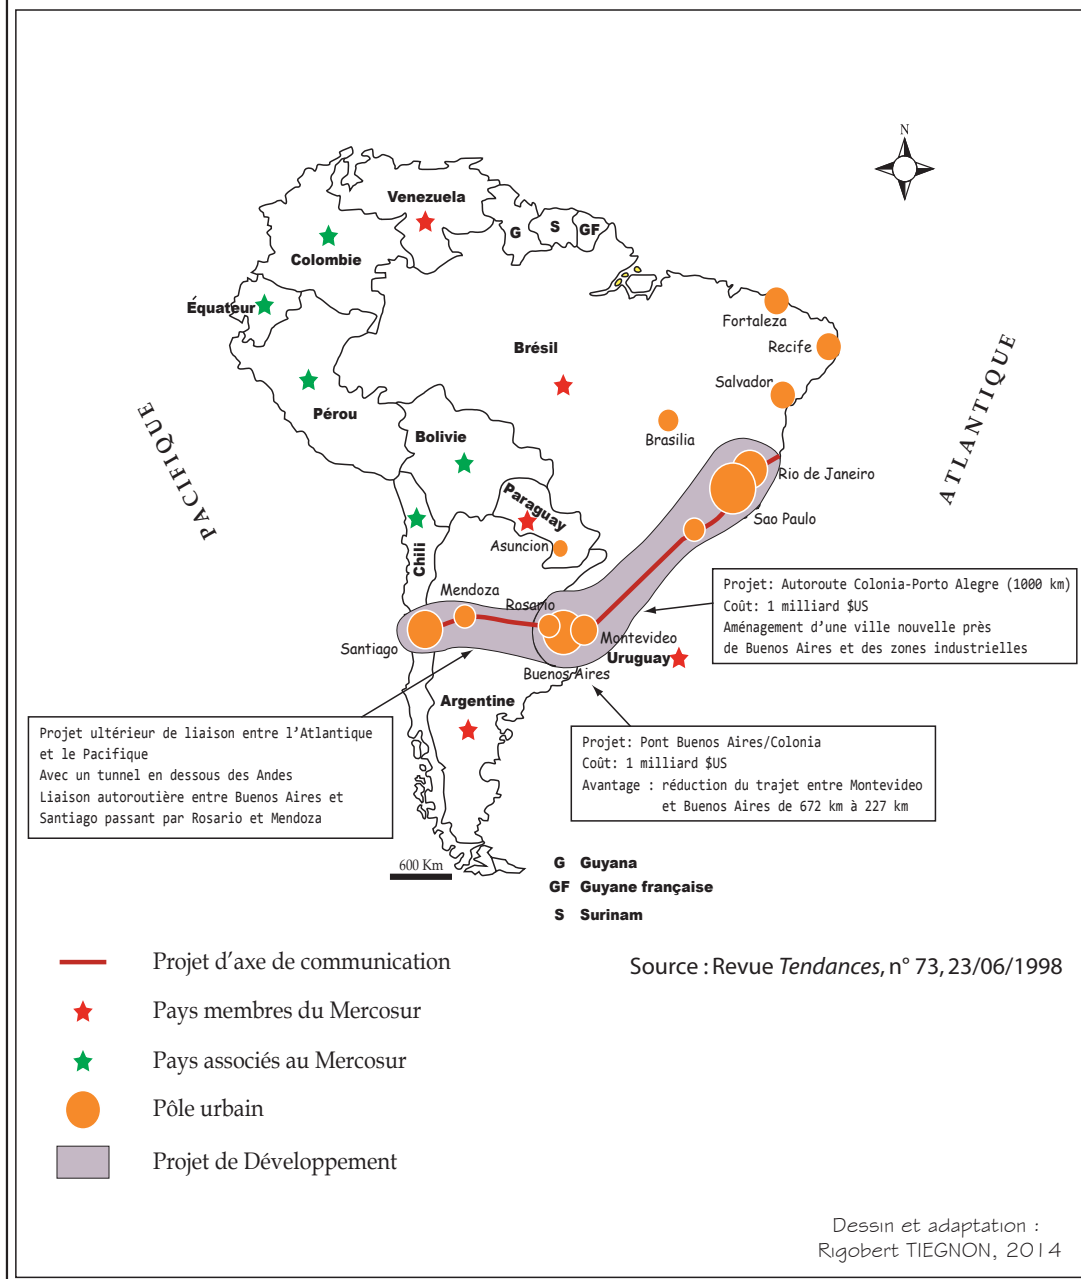 N
Venezuela
G
S
GF
Colombie
Équateur
Fortaleza
Brésil
Recife
Salvador
Pérou
Bolivie
Brasilia
PACIFIQUE
ATLANTIQUE
Rio de Janeiro
Paraguay
Sao Paulo
Asuncion
Chili
Mendoza
Rosario
Santiago
Montevideo
Uruguay
Buenos Aires
Argentine
Projet: Autoroute Colonia-Porto Alegre (1000 km)
Coût: 1 milliard $US
Aménagement d'une ville nouvelle près
de Buenos Aires et des zones industrielles
Projet ultérieur de liaison entre l'Atlantique
et le Pacifique
Avec un tunnel en dessous des Andes
Liaison autoroutière entre Buenos Aires et
Santiago passant par Rosario et Mendoza
Projet: Pont Buenos Aires/Colonia
Coût: 1 milliard $US
Avantage : réduction du trajet entre Montevideo
et Buenos Aires de 672 km à 227 km
600 Km
G Guyana
GF Guyane française
S Surinam
Projet d'axe de communication
Source : Revue Tendances, n° 73, 23/06/1998
Pays membres du Mercosur
Pays associés au Mercosur
Pôle urbain
Projet de Développement
Dessin et adaptation :
Rigobert TIEGNON, 2014